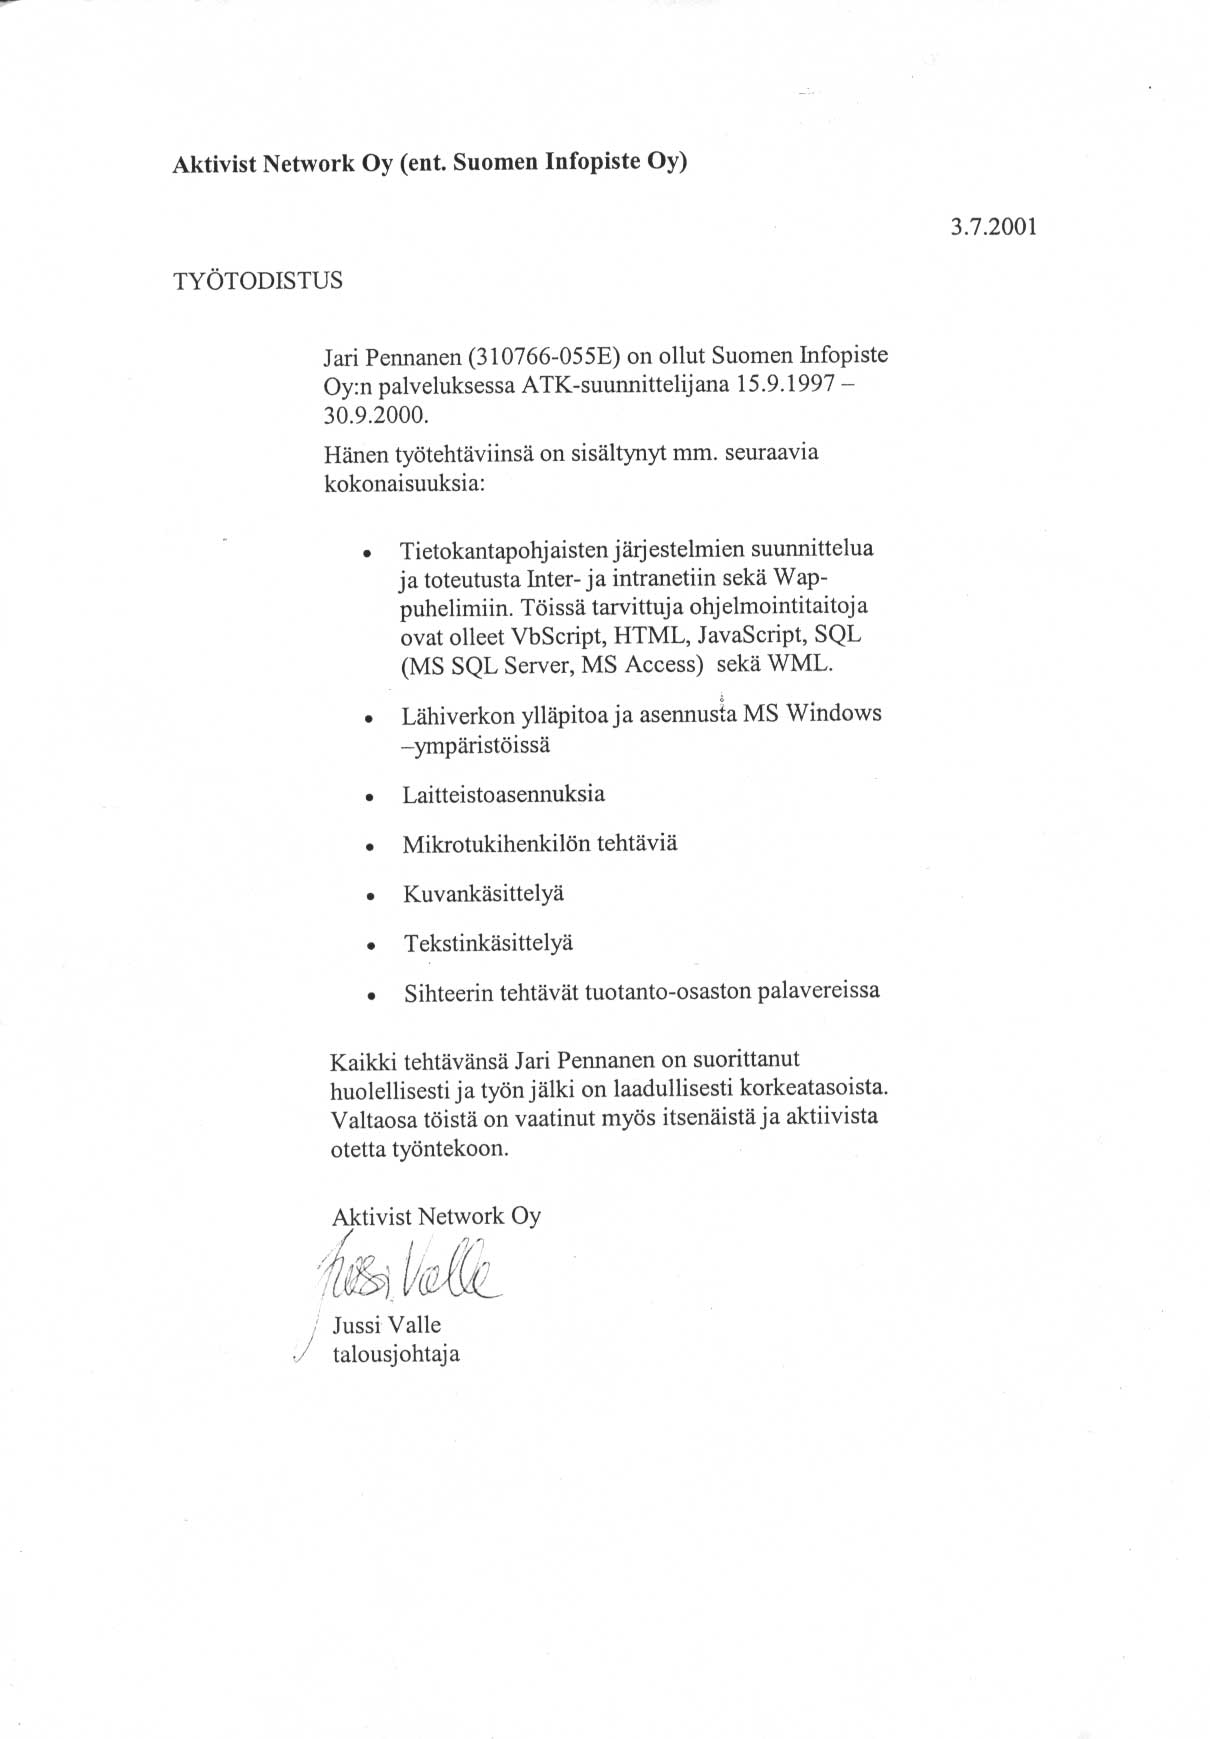 Aktivist Network Oy (ent. Suomen Infopiste Oy)
3.7.2001
TYÖTODISTUS
Jari Pennanen (310766-055E) on ollut Suomen Infopiste
Oy:n palveluksessa ATK-suunnittelijana 15.9.1997 –
30.9.2000.
Hänen työtehtäviinsä on sisältynyt mm. seuraavia
kokonaisuuksia:
• Tietokantapohjaisten järjestelmien suunnittelua
ja toteutusta Inter- ja intranetiin sekä Wap-
puhelimiin. Töissä tarvittuja ohjelmointitaitoja
ovat olleet VbScript, HTML, JavaScript, SQL
(MS SQL Server, MS Access) sekä WML.
• Lähiverkon ylläpitoa ja asennusta MS Windows
–ympäristöissä
• Laitteistoasennuksia
• Mikrotukihenkilön tehtäviä
• Kuvankäsittelyä
• Tekstinkäsittelyä
• Sihteerin tehtävät tuotanto-osaston palavereissa
Kaikki tehtävänsä Jari Pennanen on suorittanut
huolellisesti ja työn jälki on laadullisesti korkeatasoista.
Valtaosa töistä on vaatinut myös itsenäistä ja aktiivista
otetta työntekoon.
Aktivist Network Oy
Jussi Valle
Jussi Valle
talousjohtaja